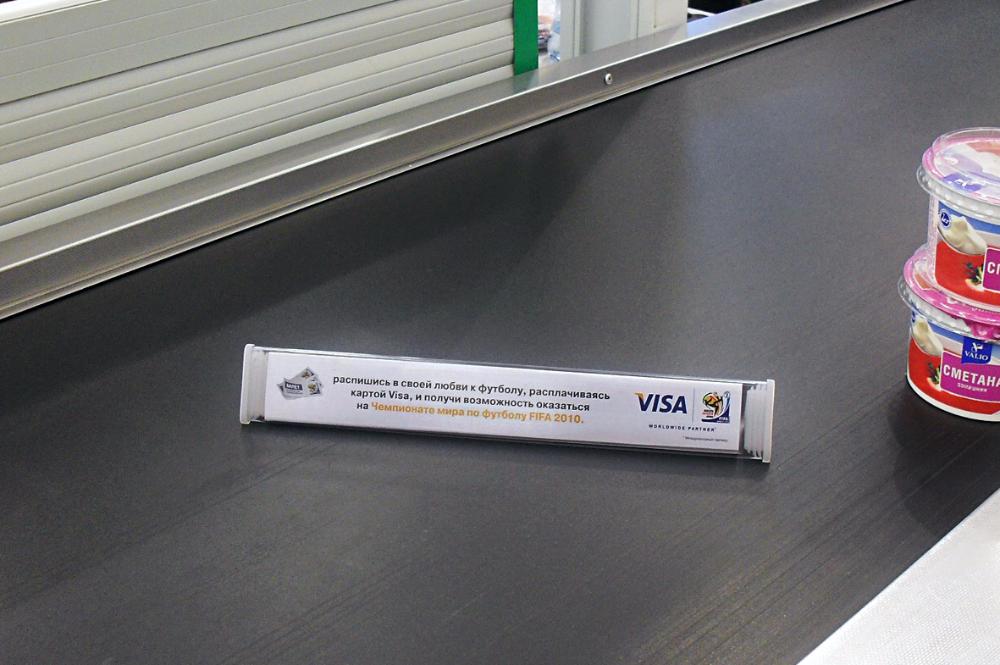 распишись в своей любви к футболу, расплачиваясь
картой Visa, и получи возможность оказаться
на Чемпионате мира по футболу FIFA 2010.
БИЛЕТ
VISA
WORLDWIDE PARTNER*
VALIO
СМЕТАНА